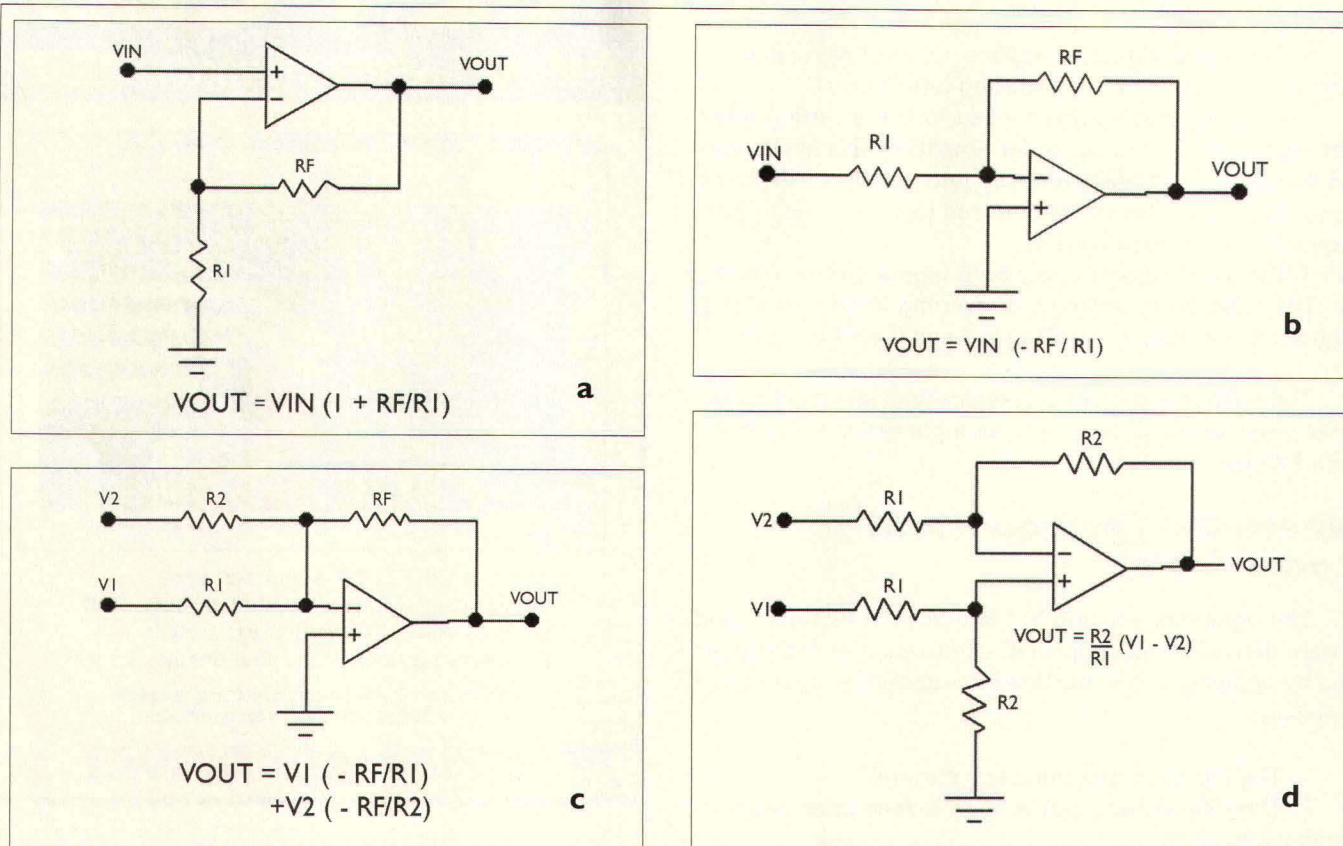 VIN
+
−
VOUT
RF
R1
VOUT = VIN (1 + RF/R1)
a
RF
VIN
R1
−
+
VOUT
b
VOUT = VIN (- RF / R1)
V2
R2
RF
V1
R1
−
+
VOUT
VOUT = V1 ( - RF/R1)
+V2 ( - RF/R2)
c
R2
V2
R1
−
+
VOUT
V1
R1
VOUT = R2/R1 (V1 - V2)
R2
d